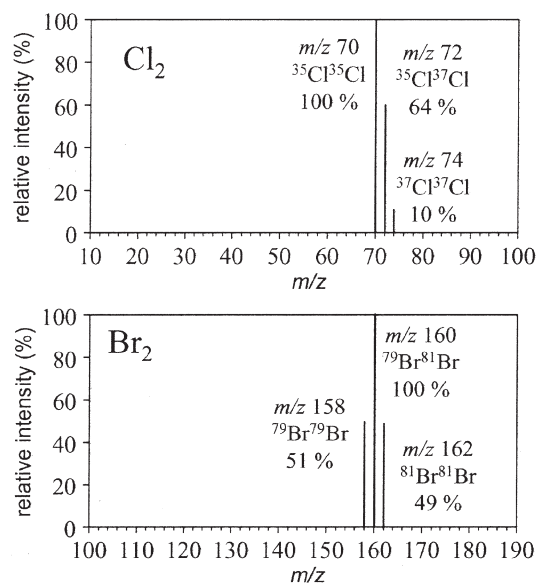 relative intensity (%)
100
80
60
40
20
0
Cl₂
m/z 70
³⁵Cl³⁵Cl
100 %
m/z 72
³⁵Cl³⁷Cl
64 %
m/z 74
³⁷Cl³⁷Cl
10 %
10 20 30 40 50 60 70 80 90 100
m/z
relative intensity (%)
100
80
60
40
20
0
Br₂
m/z 158
⁷⁹Br⁷⁹Br
51 %
m/z 160
⁷⁹Br⁸¹Br
100 %
m/z 162
⁸¹Br⁸¹Br
49 %
100 110 120 130 140 150 160 170 180 190
m/z